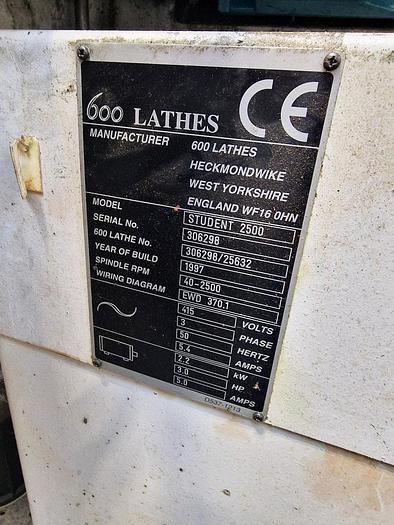 600 LATHES CE
MANUFACTURER 600 LATHES
HECKMONDWIKE
WEST YORKSHIRE
ENGLAND WF16 0HN
MODEL STUDENT 2500
SERIAL No. 306298
600 LATHE No. 306298/25632
YEAR OF BUILD 1997
SPINDLE RPM 40-2500
WIRING DIAGRAM EWD 370.1
415 VOLTS
3 PHASE
50 HERTZ
5.4 AMPS
2.2 kW
3.0 HP
5.0 AMPS
D537-1213